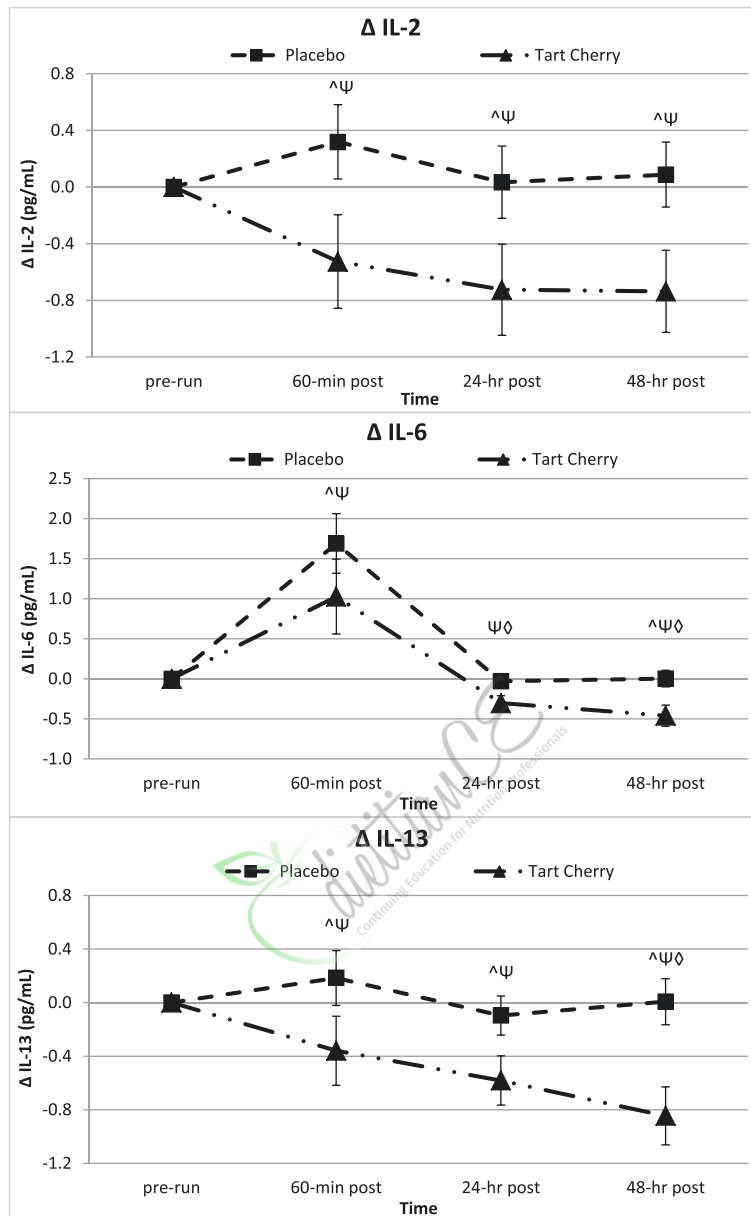 Δ IL-2
Placebo Tart Cherry
0.8
^Ψ ^Ψ ^Ψ
0.4
0.0
-0.4
-0.8
-1.2
Δ IL-2 (pg/mL)
pre-run 60-min post 24-hr post 48-hr post
Time
Δ IL-6
Placebo Tart Cherry
2.5
^Ψ
2.0
1.5
1.0
Ψ◊ ^Ψ◊
0.5
0.0
-0.5
-1.0
Δ IL-6 (pg/mL)
pre-run 60-min post 24-hr post 48-hr post
Time
dietitianCE
Continuing Education for Nutrition Professionals
Δ IL-13
Placebo Tart Cherry
0.8
^Ψ ^Ψ ^Ψ◊
0.4
0.0
-0.4
-0.8
-1.2
Δ IL-13 (pg/mL)
pre-run 60-min post 24-hr post 48-hr post
Time